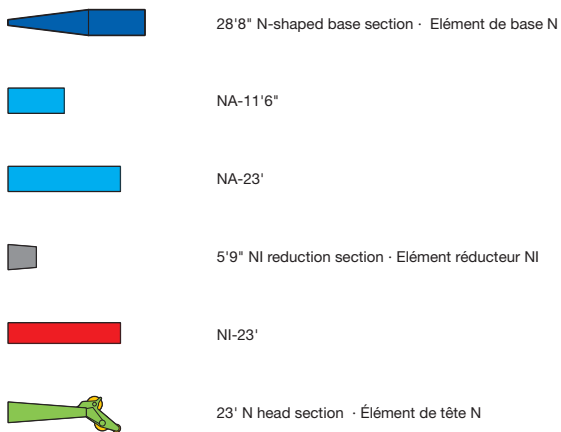 28'8" N-shaped base section · Elément de base N
NA-11'6"
NA-23'
5'9" NI reduction section · Elément réducteur NI
NI-23'
23' N head section · Élément de tête N